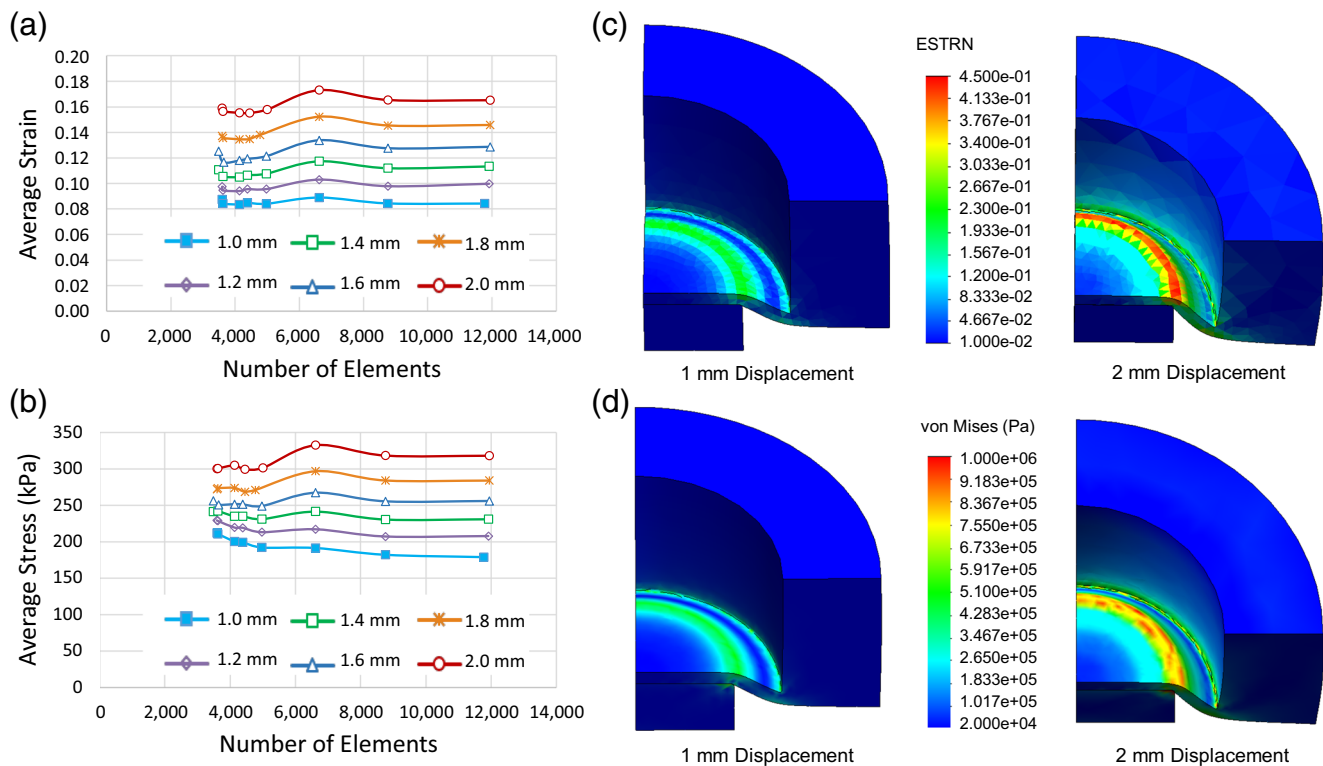 (a)
Average Strain
0.20
0.18
0.16
0.14
0.12
0.10
0.08
0.06
0.04
0.02
0.00
1.0 mm 1.4 mm 1.8 mm
1.2 mm 1.6 mm 2.0 mm
0 2,000 4,000 6,000 8,000 10,000 12,000 14,000
Number of Elements
(b)
Average Stress (kPa)
350
300
250
200
150
100
50
0
1.0 mm 1.4 mm 1.8 mm
1.2 mm 1.6 mm 2.0 mm
0 2,000 4,000 6,000 8,000 10,000 12,000 14,000
Number of Elements
(c)
ESTRN
4.500e-01
4.133e-01
3.767e-01
3.400e-01
3.033e-01
2.667e-01
2.300e-01
1.933e-01
1.567e-01
1.200e-01
8.333e-02
4.667e-02
1.000e-02
1 mm Displacement
2 mm Displacement
(d)
von Mises (Pa)
1.000e+06
9.183e+05
8.367e+05
7.550e+05
6.733e+05
5.917e+05
5.100e+05
4.283e+05
3.467e+05
2.650e+05
1.833e+05
1.017e+05
2.000e+04
1 mm Displacement
2 mm Displacement